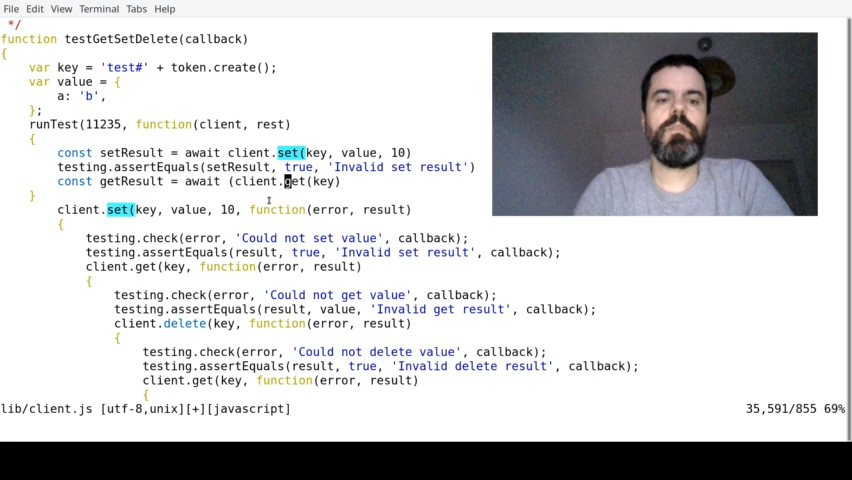 File Edit View Terminal Tabs Help
 */
function testGetSetDelete(callback)
{
    var key = 'test#' + token.create();
    var value = {
        a: 'b',
    };
    runTest(11235, function(client, rest)
    {
        const setResult = await client.set(key, value, 10)
        testing.assertEquals(setResult, true, 'Invalid set result')
        const getResult = await (client.get(key)
    }
        client.set(key, value, 10, function(error, result)
        {
            testing.check(error, 'Could not set value', callback);
            testing.assertEquals(result, true, 'Invalid set result', callback);
            client.get(key, function(error, result)
            {
                testing.check(error, 'Could not get value', callback);
                testing.assertEquals(result, value, 'Invalid get result', callback);
                client.delete(key, function(error, result)
                {
                    testing.check(error, 'Could not delete value', callback);
                    testing.assertEquals(result, true, 'Invalid delete result', callback);
                    client.get(key, function(error, result)
                    {
lib/client.js [utf-8,unix][+][javascript] 35,591/855 69%